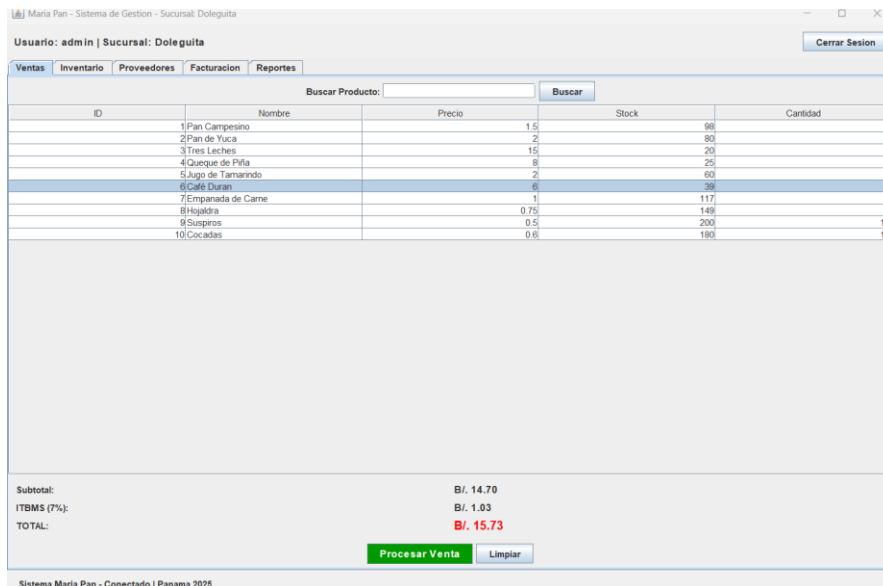 Maria Pan - Sistema de Gestion - Sucursal: Doleguita
Usuario: admin | Sucursal: Doleguita Cerrar Sesion
Ventas Inventario Proveedores Facturacion Reportes
Buscar Producto: Buscar
ID Nombre Precio Stock Cantidad
1 Pan Campesino 1.5 98
2 Pan de Yuca 2 80
3 Tres Leches 15 20
4 Queque de Piña 8 25
5 Jugo de Tamarindo 2 60
6 Café Duran 6 39
7 Empanada de Carne 1 117
8 Hojaldra 0.75 149
9 Suspiros 0.5 200
10 Cocadas 0.6 180
Subtotal: B/. 14.70
ITBMS (7%): B/. 1.03
TOTAL: B/. 15.73
Procesar Venta Limpiar
Sistema Maria Pan - Conectado | Panama 2025